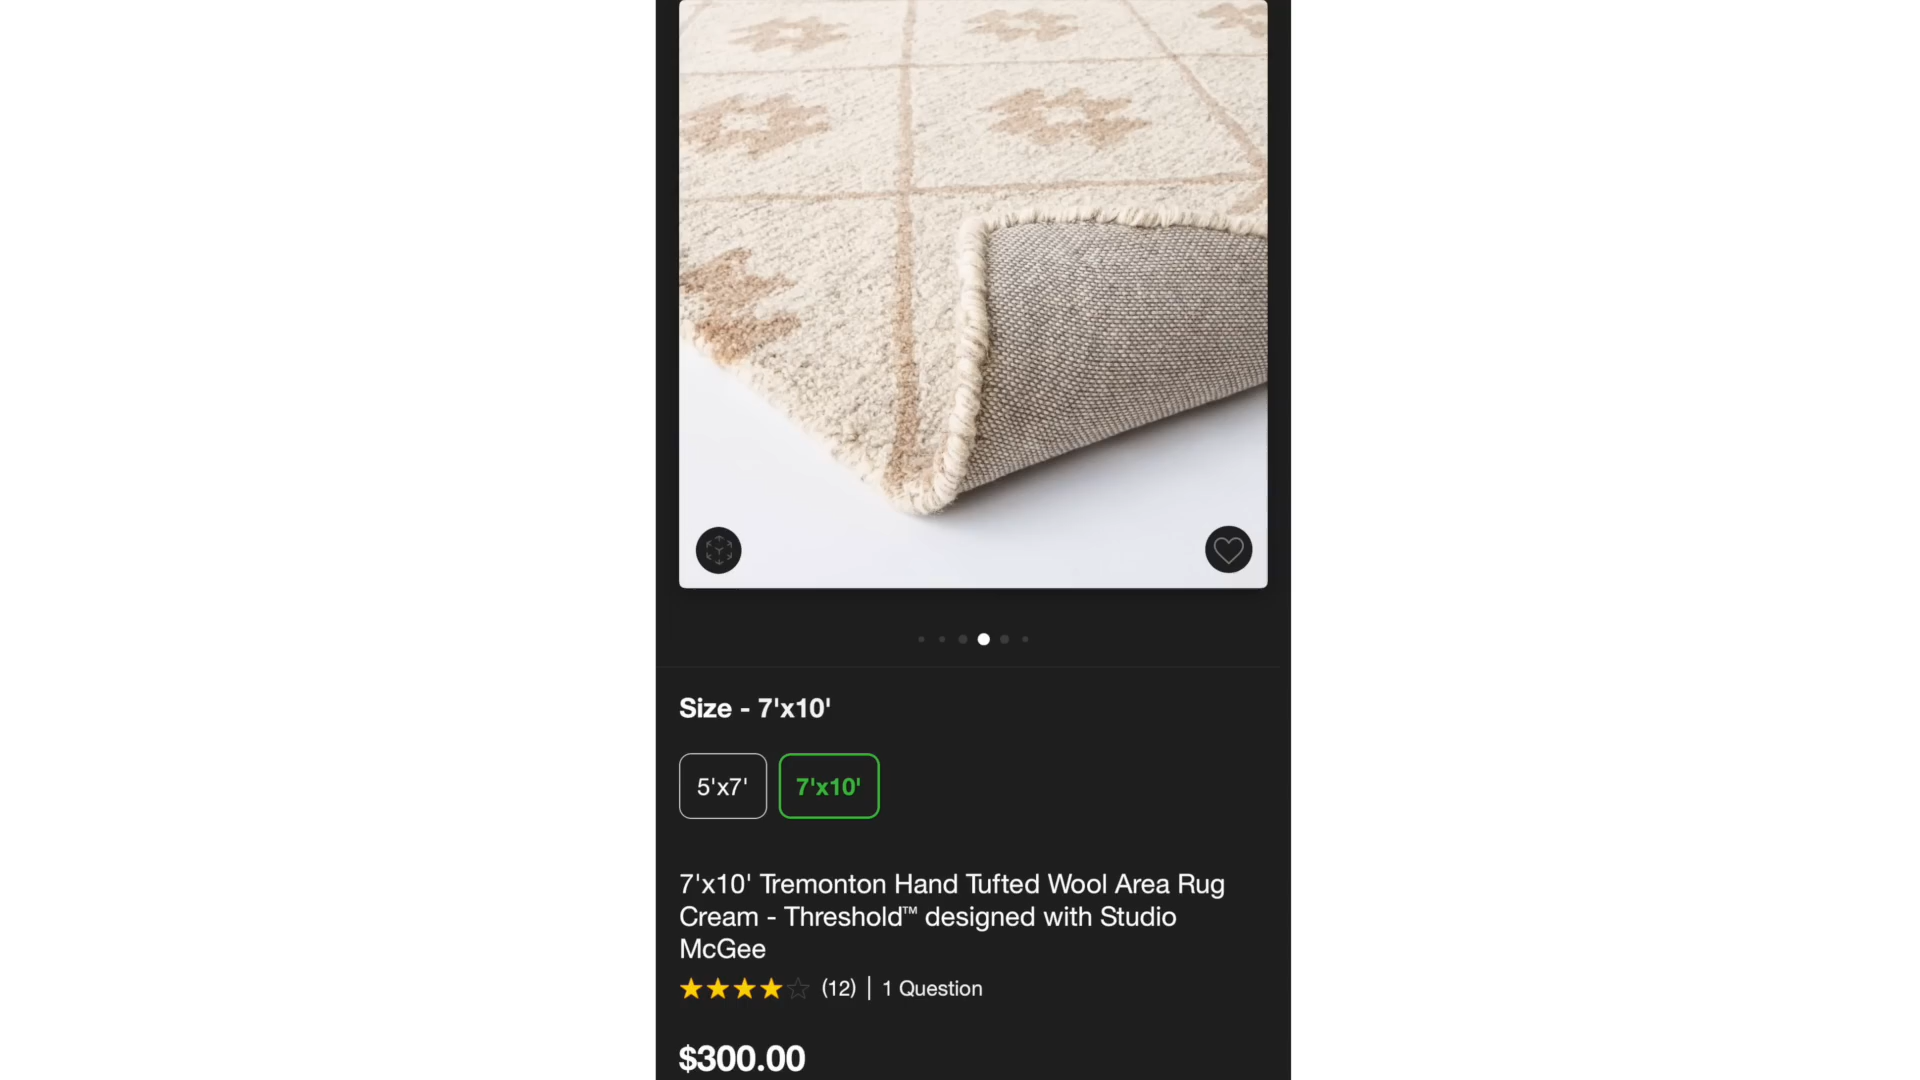 Size - 7'x10'
5'x7' 7'x10'
7'x10' Tremonton Hand Tufted Wool Area Rug
Cream - Threshold™ designed with Studio
McGee
(12) | 1 Question
$300.00